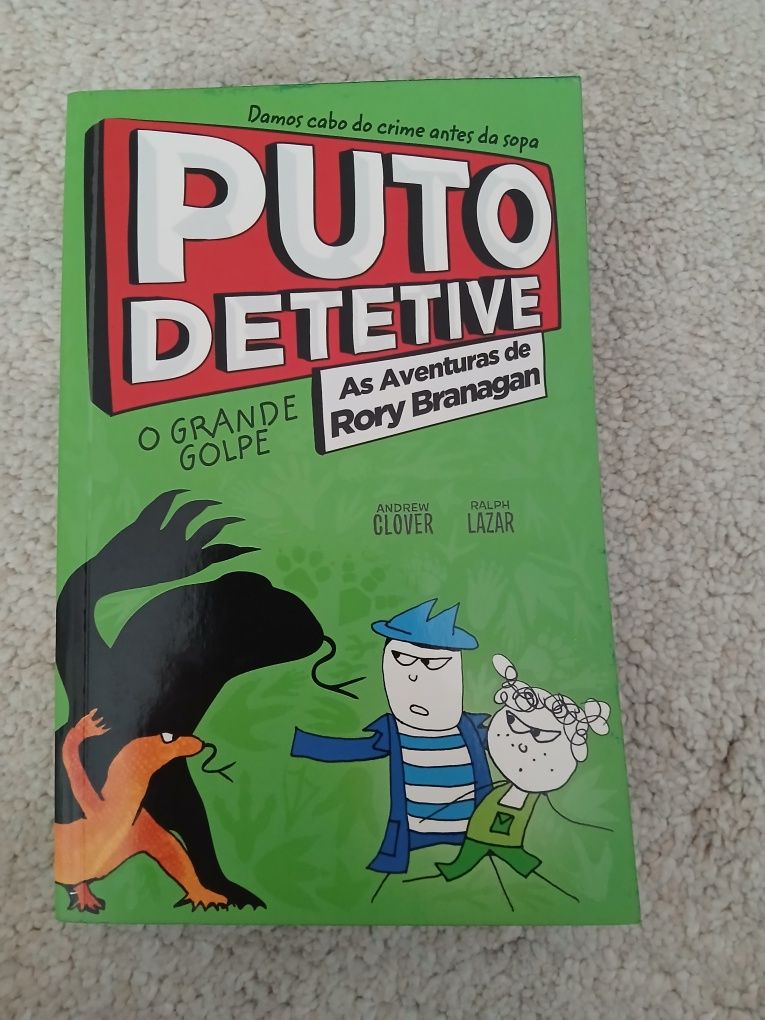 Damos cabo do crime antes da sopa
PUTO
DETETIVE
As Aventuras de
Rory Branagan
O GRANDE
GOLPE
ANDREW
CLOVER
RALPH
LAZAR